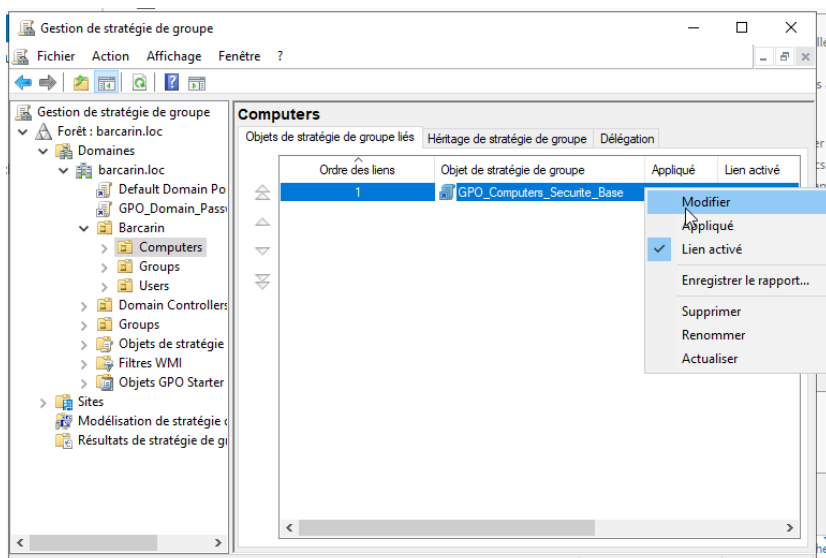 Gestion de stratégie de groupe
Fichier Action Affichage Fenêtre ?
Gestion de stratégie de groupe
Forêt : barcarin.loc
Domaines
barcarin.loc
Default Domain Po
GPO_Domain_Passw
Barcarin
Computers
Groups
Users
Domain Controllers
Groups
Objets de stratégie
Filtres WMI
Objets GPO Starter
Sites
Modélisation de stratégie d
Résultats de stratégie de gr
Computers
Objets de stratégie de groupe liés Héritage de stratégie de groupe Délégation
Ordre des liens Objet de stratégie de groupe Appliqué Lien activé
1 GPO_Computers_Securite_Base
Modifier
Appliqué
Lien activé
Enregistrer le rapport...
Supprimer
Renommer
Actualiser